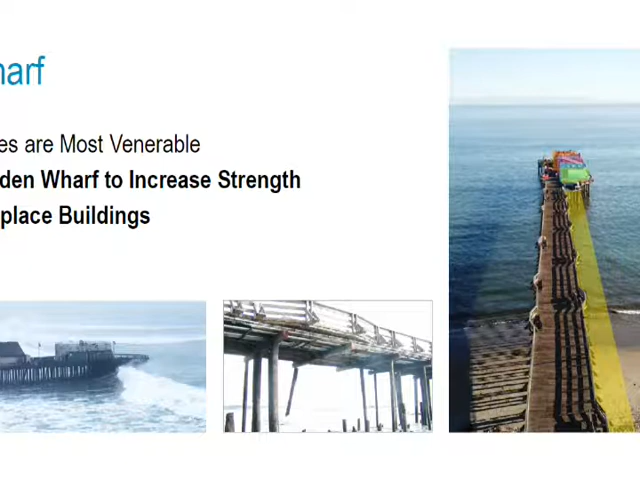 harf
es are Most Venerable
den Wharf to Increase Strength
place Buildings